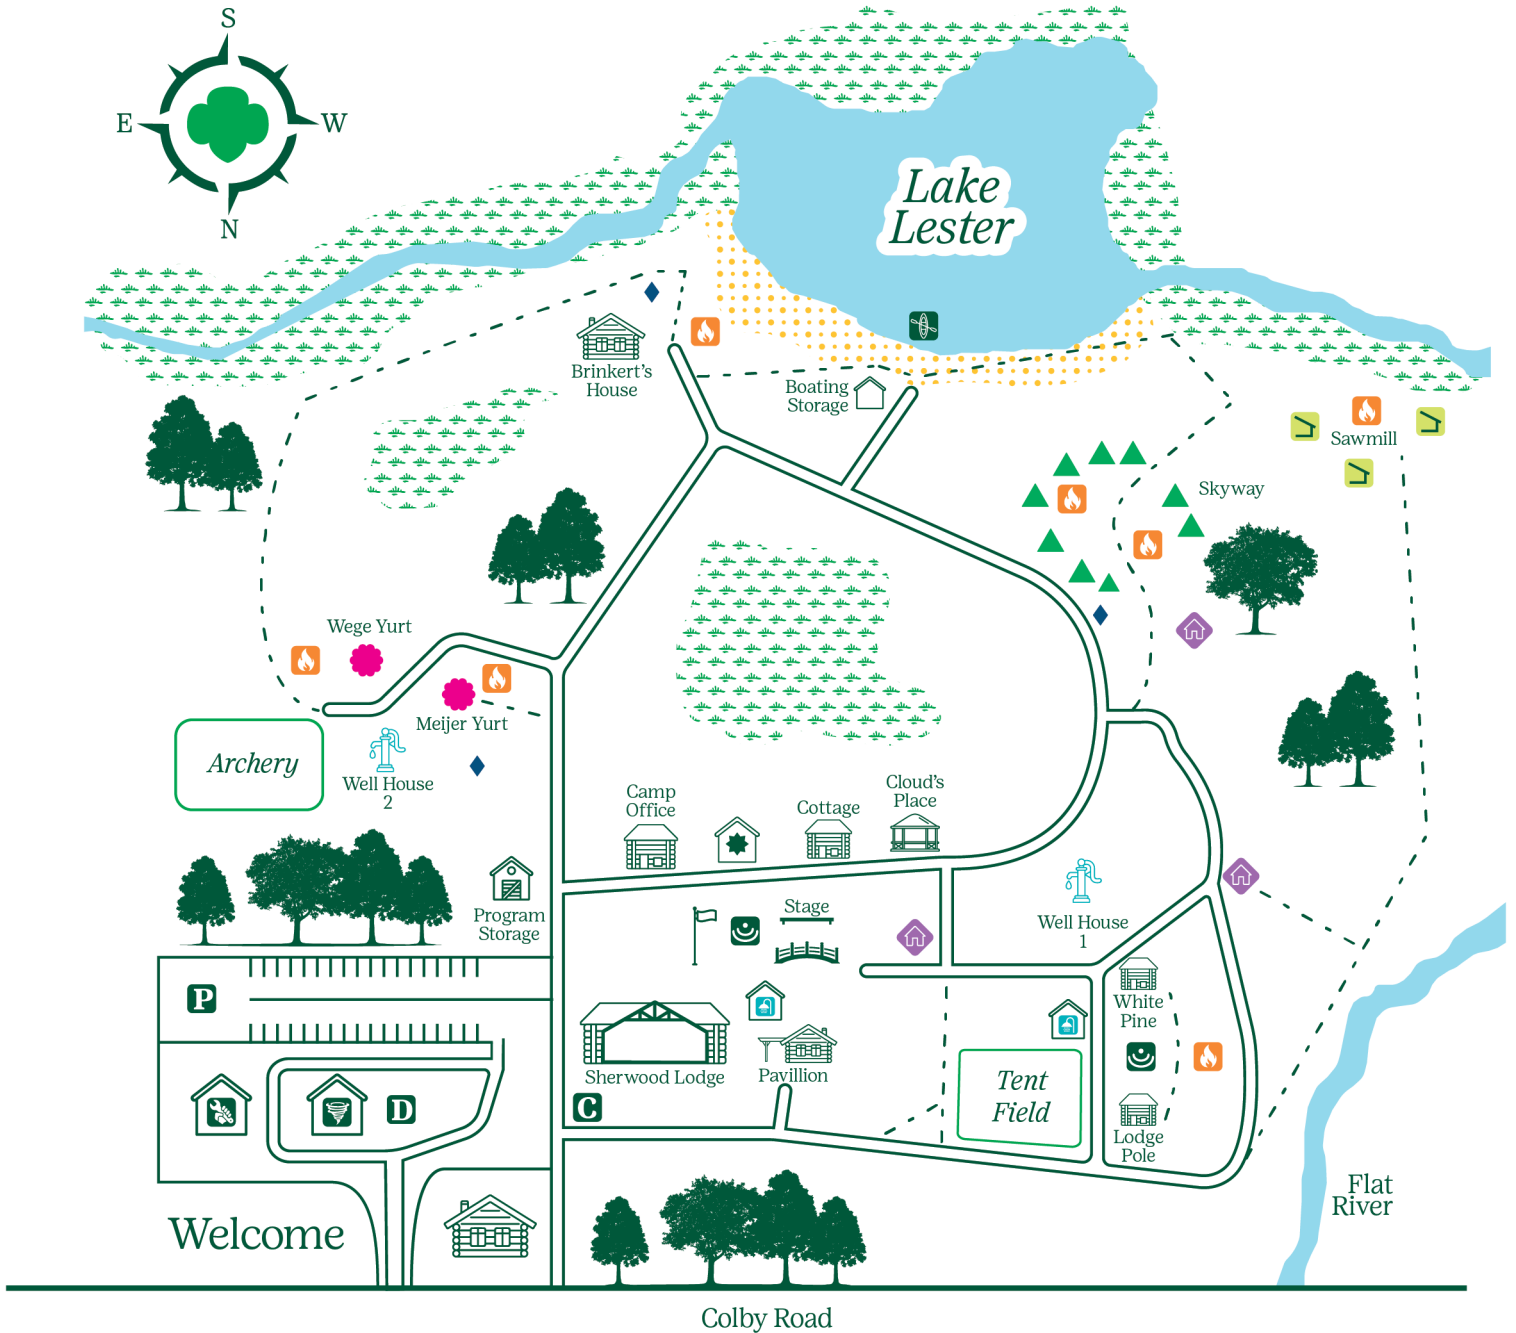 S
E
W
N
Lake
Lester
Brinkert's
House
Boating
Storage
Sawmill
Skyway
Wege Yurt
Meijer Yurt
Archery
Well House
2
Camp
Office
Cottage
Cloud's
Place
Program
Storage
Stage
Well House
1
P
White
Pine
Sherwood Lodge
Pavillion
Tent
Field
D
C
Lodge
Pole
Flat
River
Welcome
Colby Road